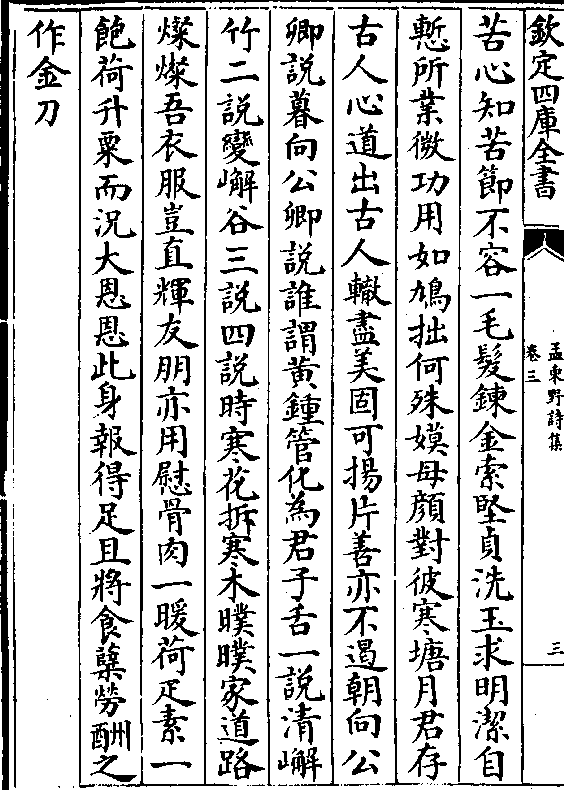 欽定四庫全書
孟東野詩集
卷三
三
苦心知苦節不容一毛髮鍊金索堅貞洗玉求明潔自
慙所業微功用如鳩拙何殊嫫母顏對彼寒塘月君存
古人心道出古人轍盡美固可揚片善亦不遏朝向公
卿說暮向公卿說誰謂黃鍾管化為君子舌一說清嶰
竹二說變嶰谷三說四說時寒花拆寒木㬥㬥家道路
燦燦吾衣服豈直輝友朋亦用慰骨肉一暖荷疋素一
飽荷升粟而況大恩恩此身報得足且將食櫱勞酬之
作金刀